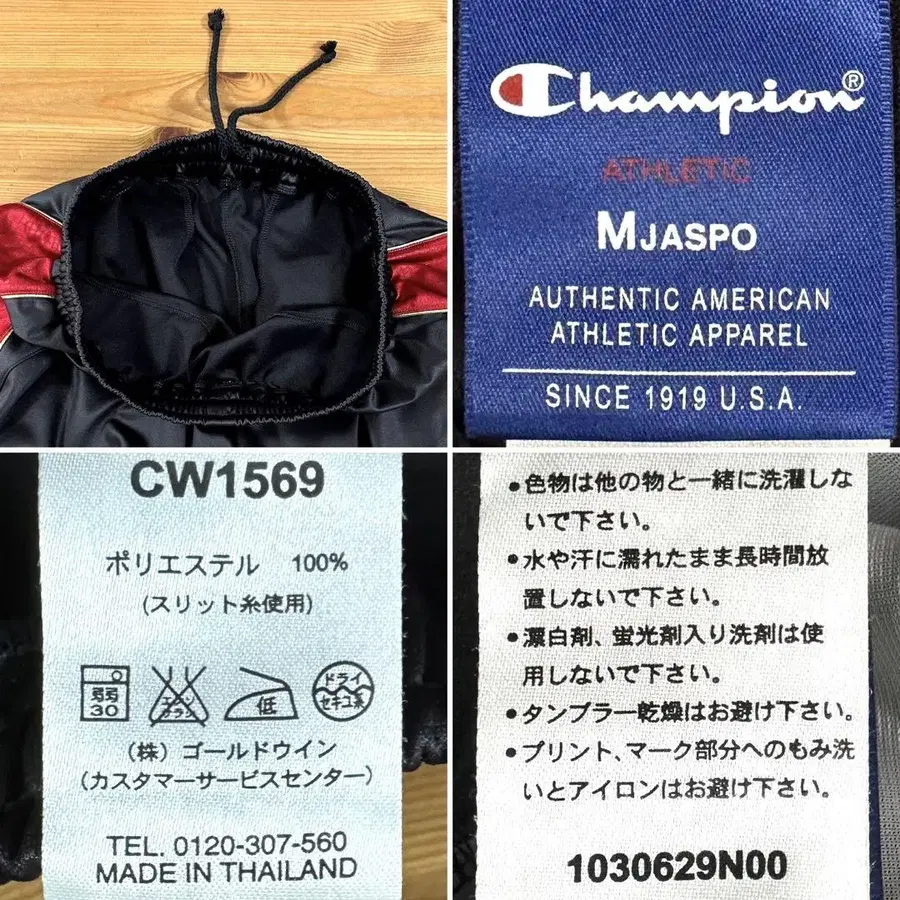 Champion®
ATHLETIC
M JASPO
AUTHENTIC AMERICAN
ATHLETIC APPAREL
SINCE 1919 U.S.A.
CW1569
ポリエステル 100%
(スリット糸使用)
弱
30
エンソ
サラシ
低
ドライ
セキユ系
(株) ゴールドウイン
(カスタマーサービスセンター)
TEL. 0120-307-560
MADE IN THAILAND
•色物は他の物と一緒に洗濯しな
いで下さい。
•水や汗に濡れたまま長時間放
置しないで下さい。
•漂白剤、蛍光剤入り洗剤は使
用しないで下さい。
•タンブラー乾燥はお避け下さい。
•プリント、マーク部分へのもみ洗
いとアイロンはお避け下さい。
1030629N00